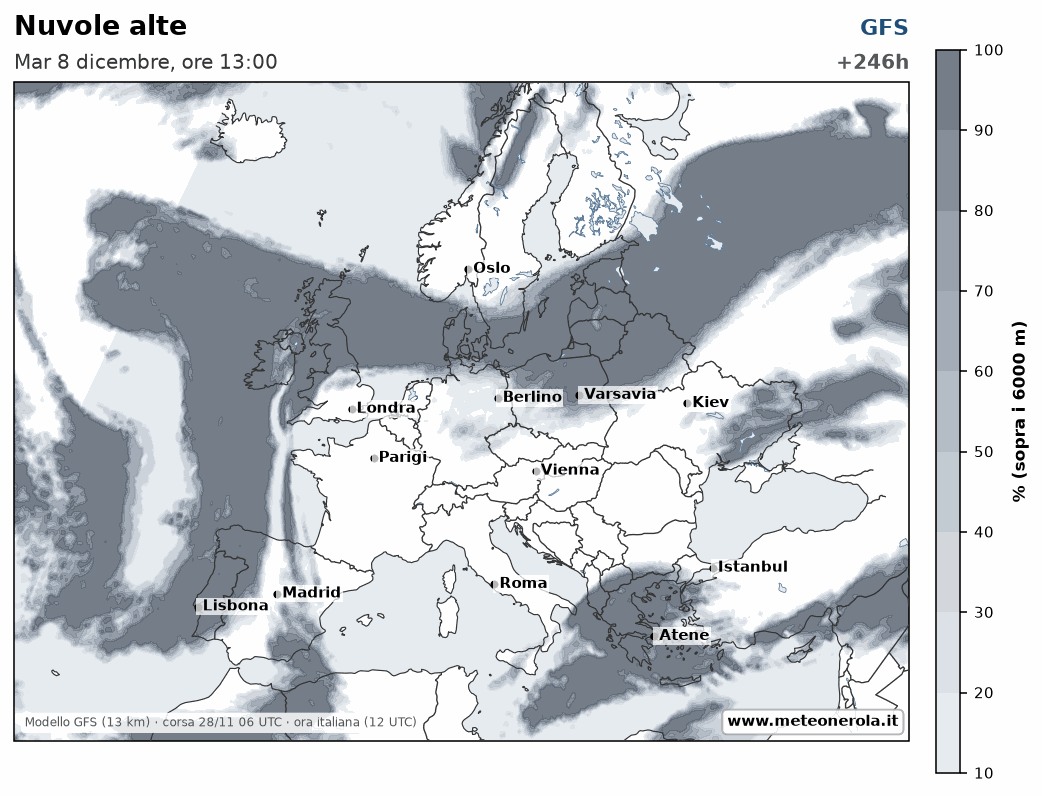 Nuvole alte
GFS
Mar 8 dicembre, ore 13:00
+246h
100
90
80
70
60
50
40
30
20
10
% (sopra i 6000 m)
Oslo
Berlino
Varsavia
Kiev
Londra
Parigi
Vienna
Istanbul
Roma
Madrid
Lisbona
Atene
Modello GFS (13 km) · corsa 28/11 06 UTC · ora italiana (12 UTC)
www.meteonerola.it